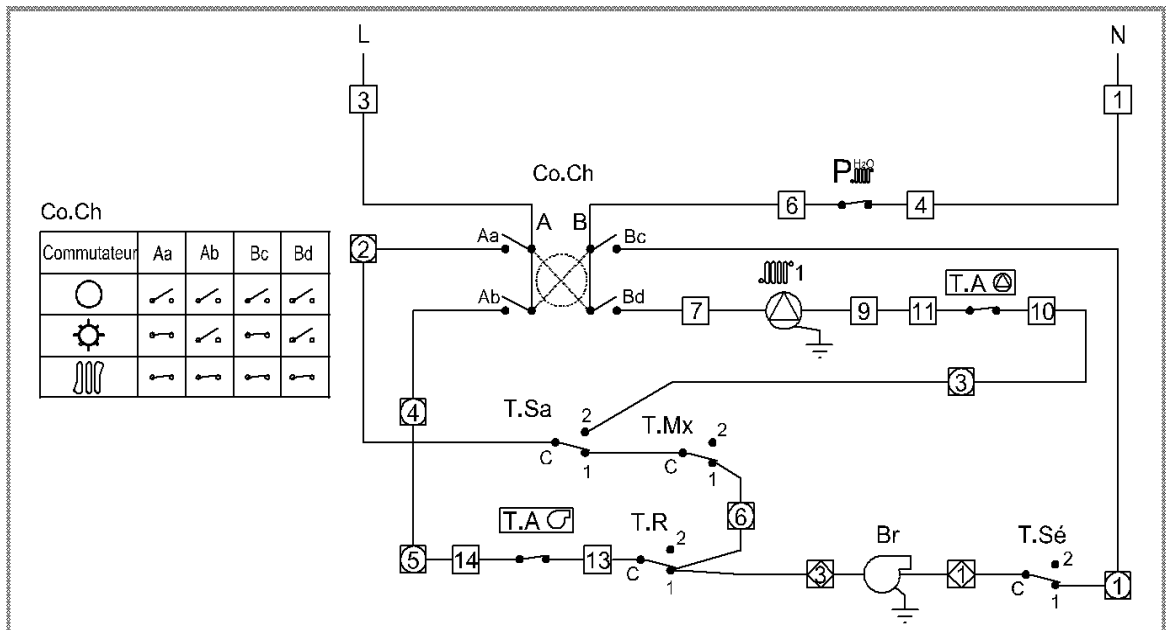 L N
3 1
P H2O
Co.Ch
6 4
Co.Ch
A B
Aa Bc
2
Commutateur Aa Ab Bc Bd
1
T.A
Ab Bd
7 9 11 10
3
4
T.Sa 2
T.Mx 2
C 1
C 1
6
T.A
T.R 2
Br
T.Sé
2
5 14 13 C 1
3 1 C 1
1